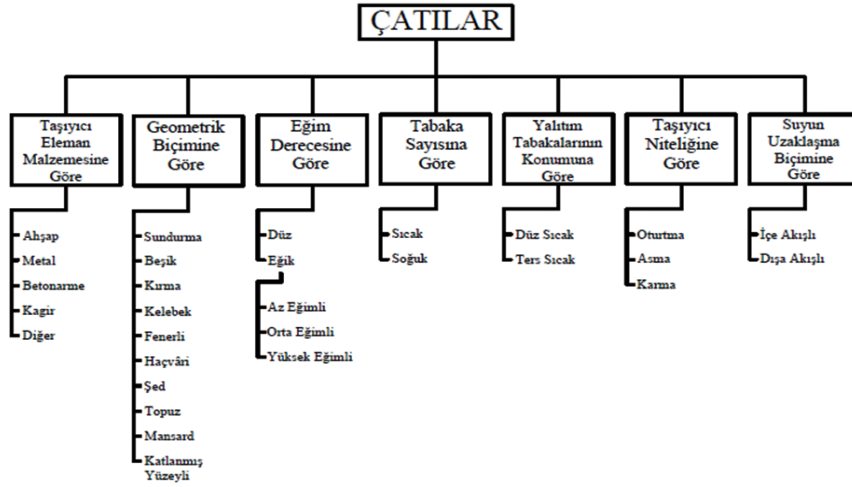 ÇATILAR
Taşıyıcı
Eleman
Malzemesine
Göre
Geometrik
Biçimine
Göre
Eğim
Derecesine
Göre
Tabaka
Sayısına
Göre
Yalıtım
Tabakalarının
Konumuna
Göre
Taşıyıcı
Niteliğine
Göre
Suyun
Uzaklaşma
Biçimine
Göre
Ahşap
Metal
Betonarme
Kagir
Diğer
Sundurma
Beşik
Kırma
Kelebek
Fenerli
Haçvâri
Şed
Topuz
Mansard
Katlanmış
Yüzeyli
Düz
Eğik
Az Eğimli
Orta Eğimli
Yüksek Eğimli
Sıcak
Soğuk
Düz Sıcak
Ters Sıcak
Oturtma
Asma
Karma
İçe Akışlı
Dışa Akışlı